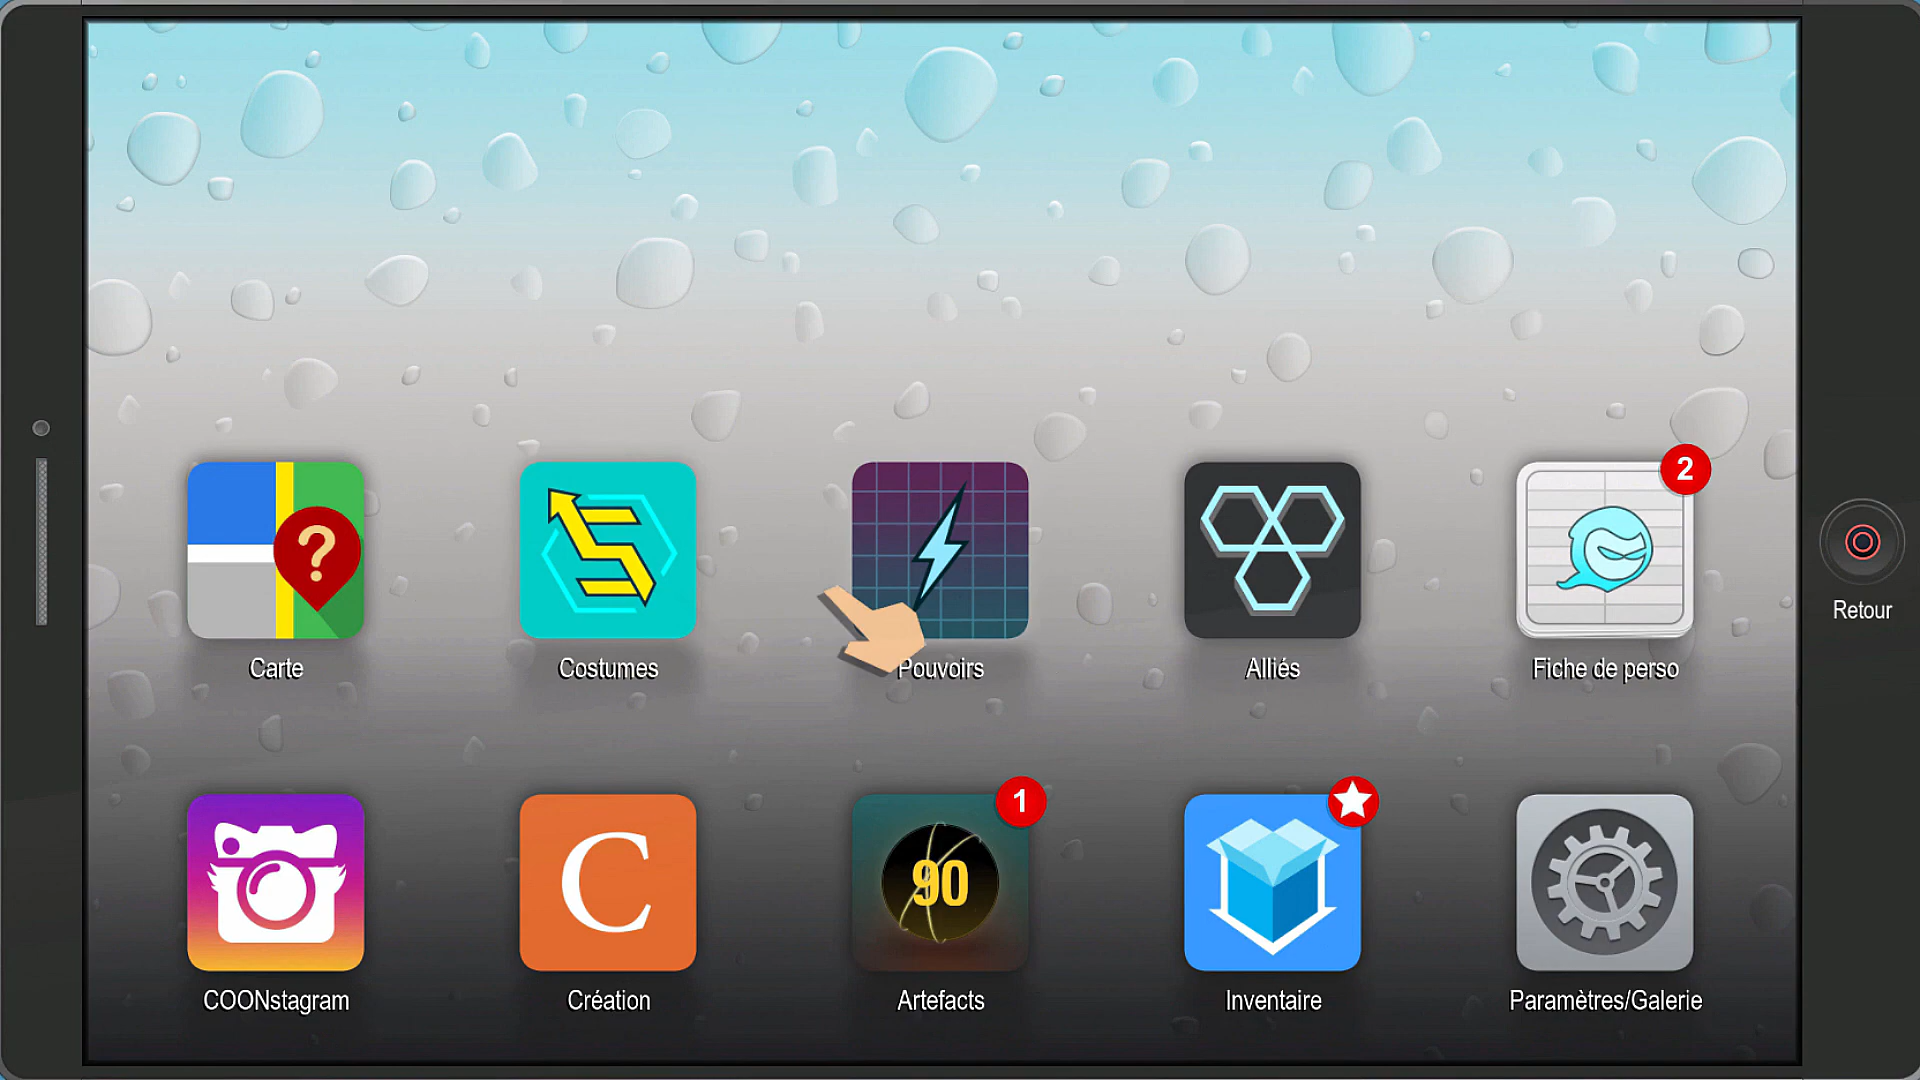 2
?
Retour
Carte
Costumes
Pouvoirs
Alliés
Fiche de perso
C
1
90
COONstagram
Création
Artefacts
Inventaire
Paramètres/Galerie